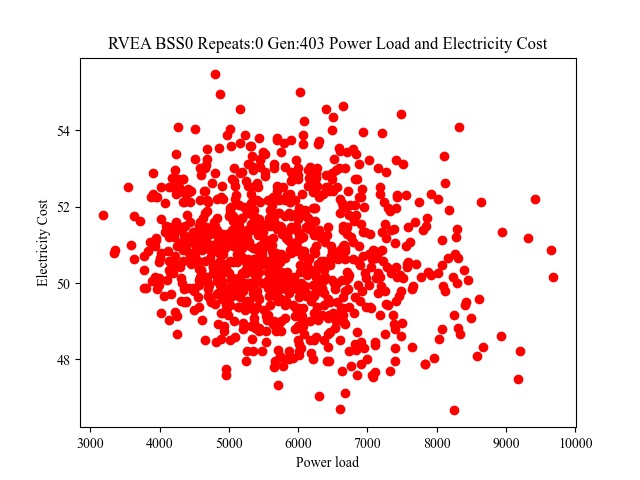 RVEA BSS0 Repeats:0 Gen:403 Power Load and Electricity Cost
54
52
50
48
Electricity Cost
3000 4000 5000 6000 7000 8000 9000 10000
Power load